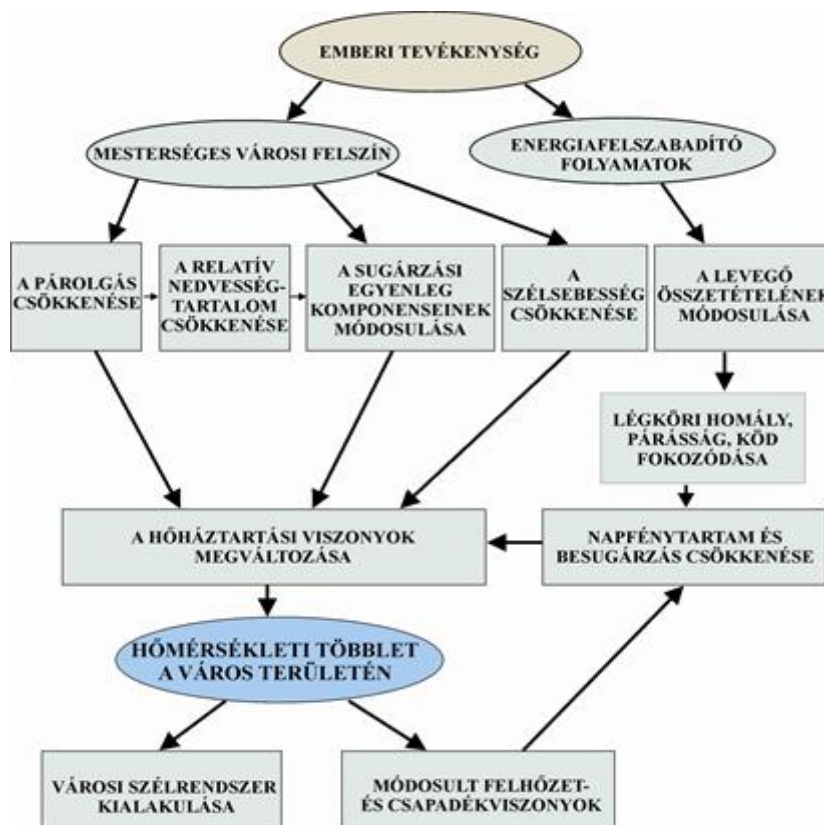 EMBERI TEVÉKENYSÉG
MESTERSÉGES VÁROSI FELSZÍN
ENERGIAFELSZABADÍTÓ
FOLYAMATOK
A PÁROLGÁS
CSÖKKENÉSE
A RELATÍV
NEDVESSÉG-
TARTALOM
CSÖKKENÉSE
A SUGÁRZÁSI
EGYENLEG
KOMPONENSEINEK
MÓDOSULÁSA
A
SZÉLSEBESSÉG
CSÖKKENÉSE
A LEVEGŐ
ÖSSZETÉTELÉNEK
MÓDOSULÁSA
LÉGKÖRI HOMÁLY,
PÁRÁSSÁG, KÖD
FOKOZÓDÁSA
A HŐHÁZTARTÁSI VISZONYOK
MEGVÁLTOZÁSA
NAPFÉNYTARTAM ÉS
BESUGÁRZÁS CSÖKKENÉSE
HŐMÉRSÉKLETI TÖBBLET
A VÁROS TERÜLETÉN
VÁROSI SZÉLRENDSZER
KIALAKULÁSA
MÓDOSULT FELHŐZET-
ÉS CSAPADÉKVISZONYOK